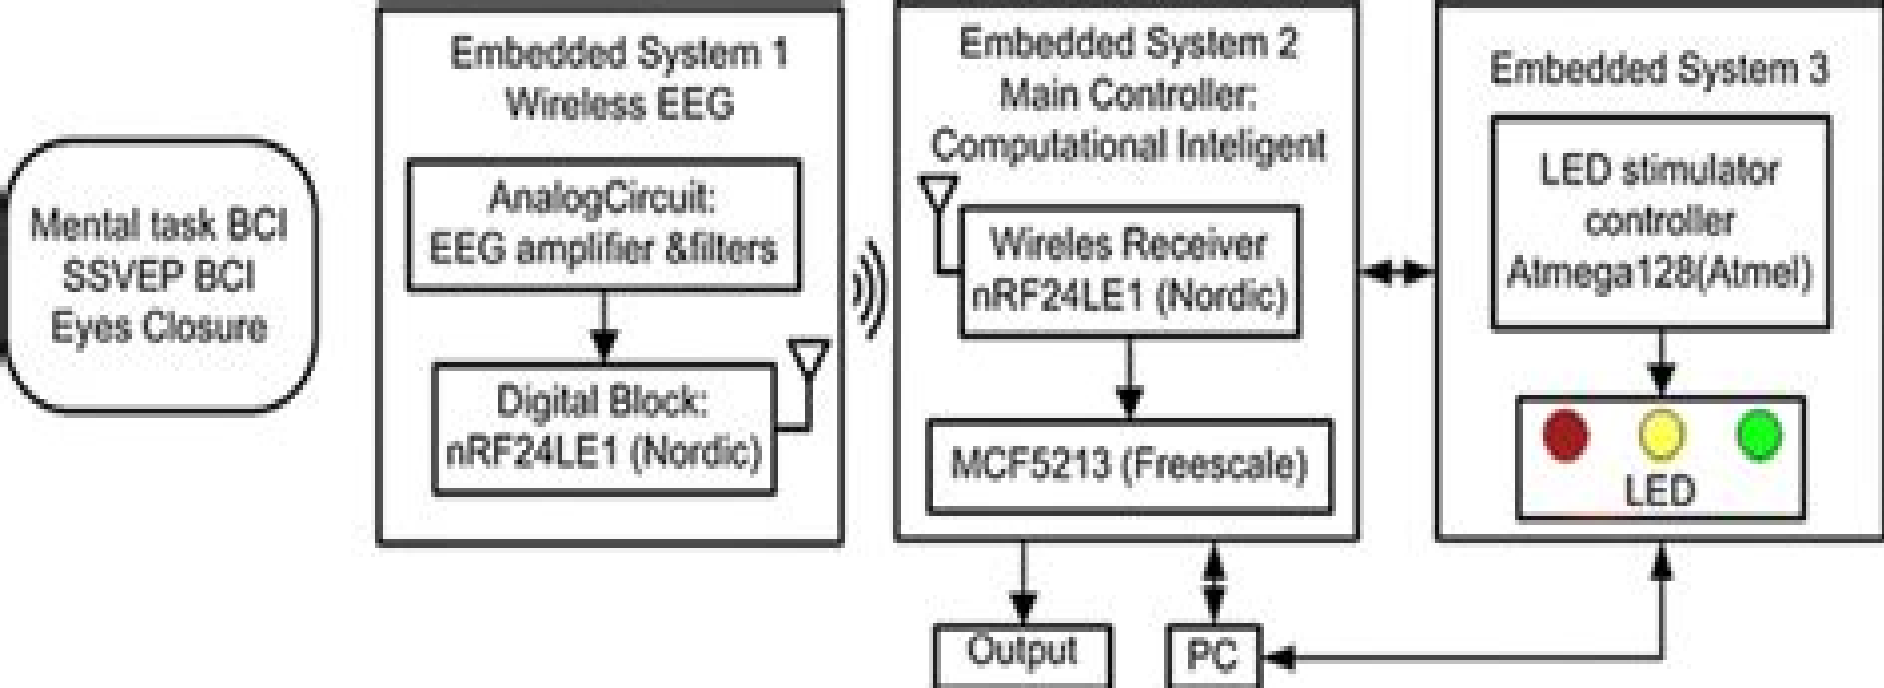 Mental task BCI
SSVEP BCI
Eyes Closure
Embedded System 1
Wireless EEG
AnalogCircuit:
EEG amplifier &filters
Digital Block:
nRF24LE1 (Nordic)
Embedded System 2
Main Controller:
Computational Inteligent
Wireles Receiver
nRF24LE1 (Nordic)
MCF5213 (Freescale)
Embedded System 3
LED stimulator
controller
Atmega128(Atmel)
LED
Output
PC